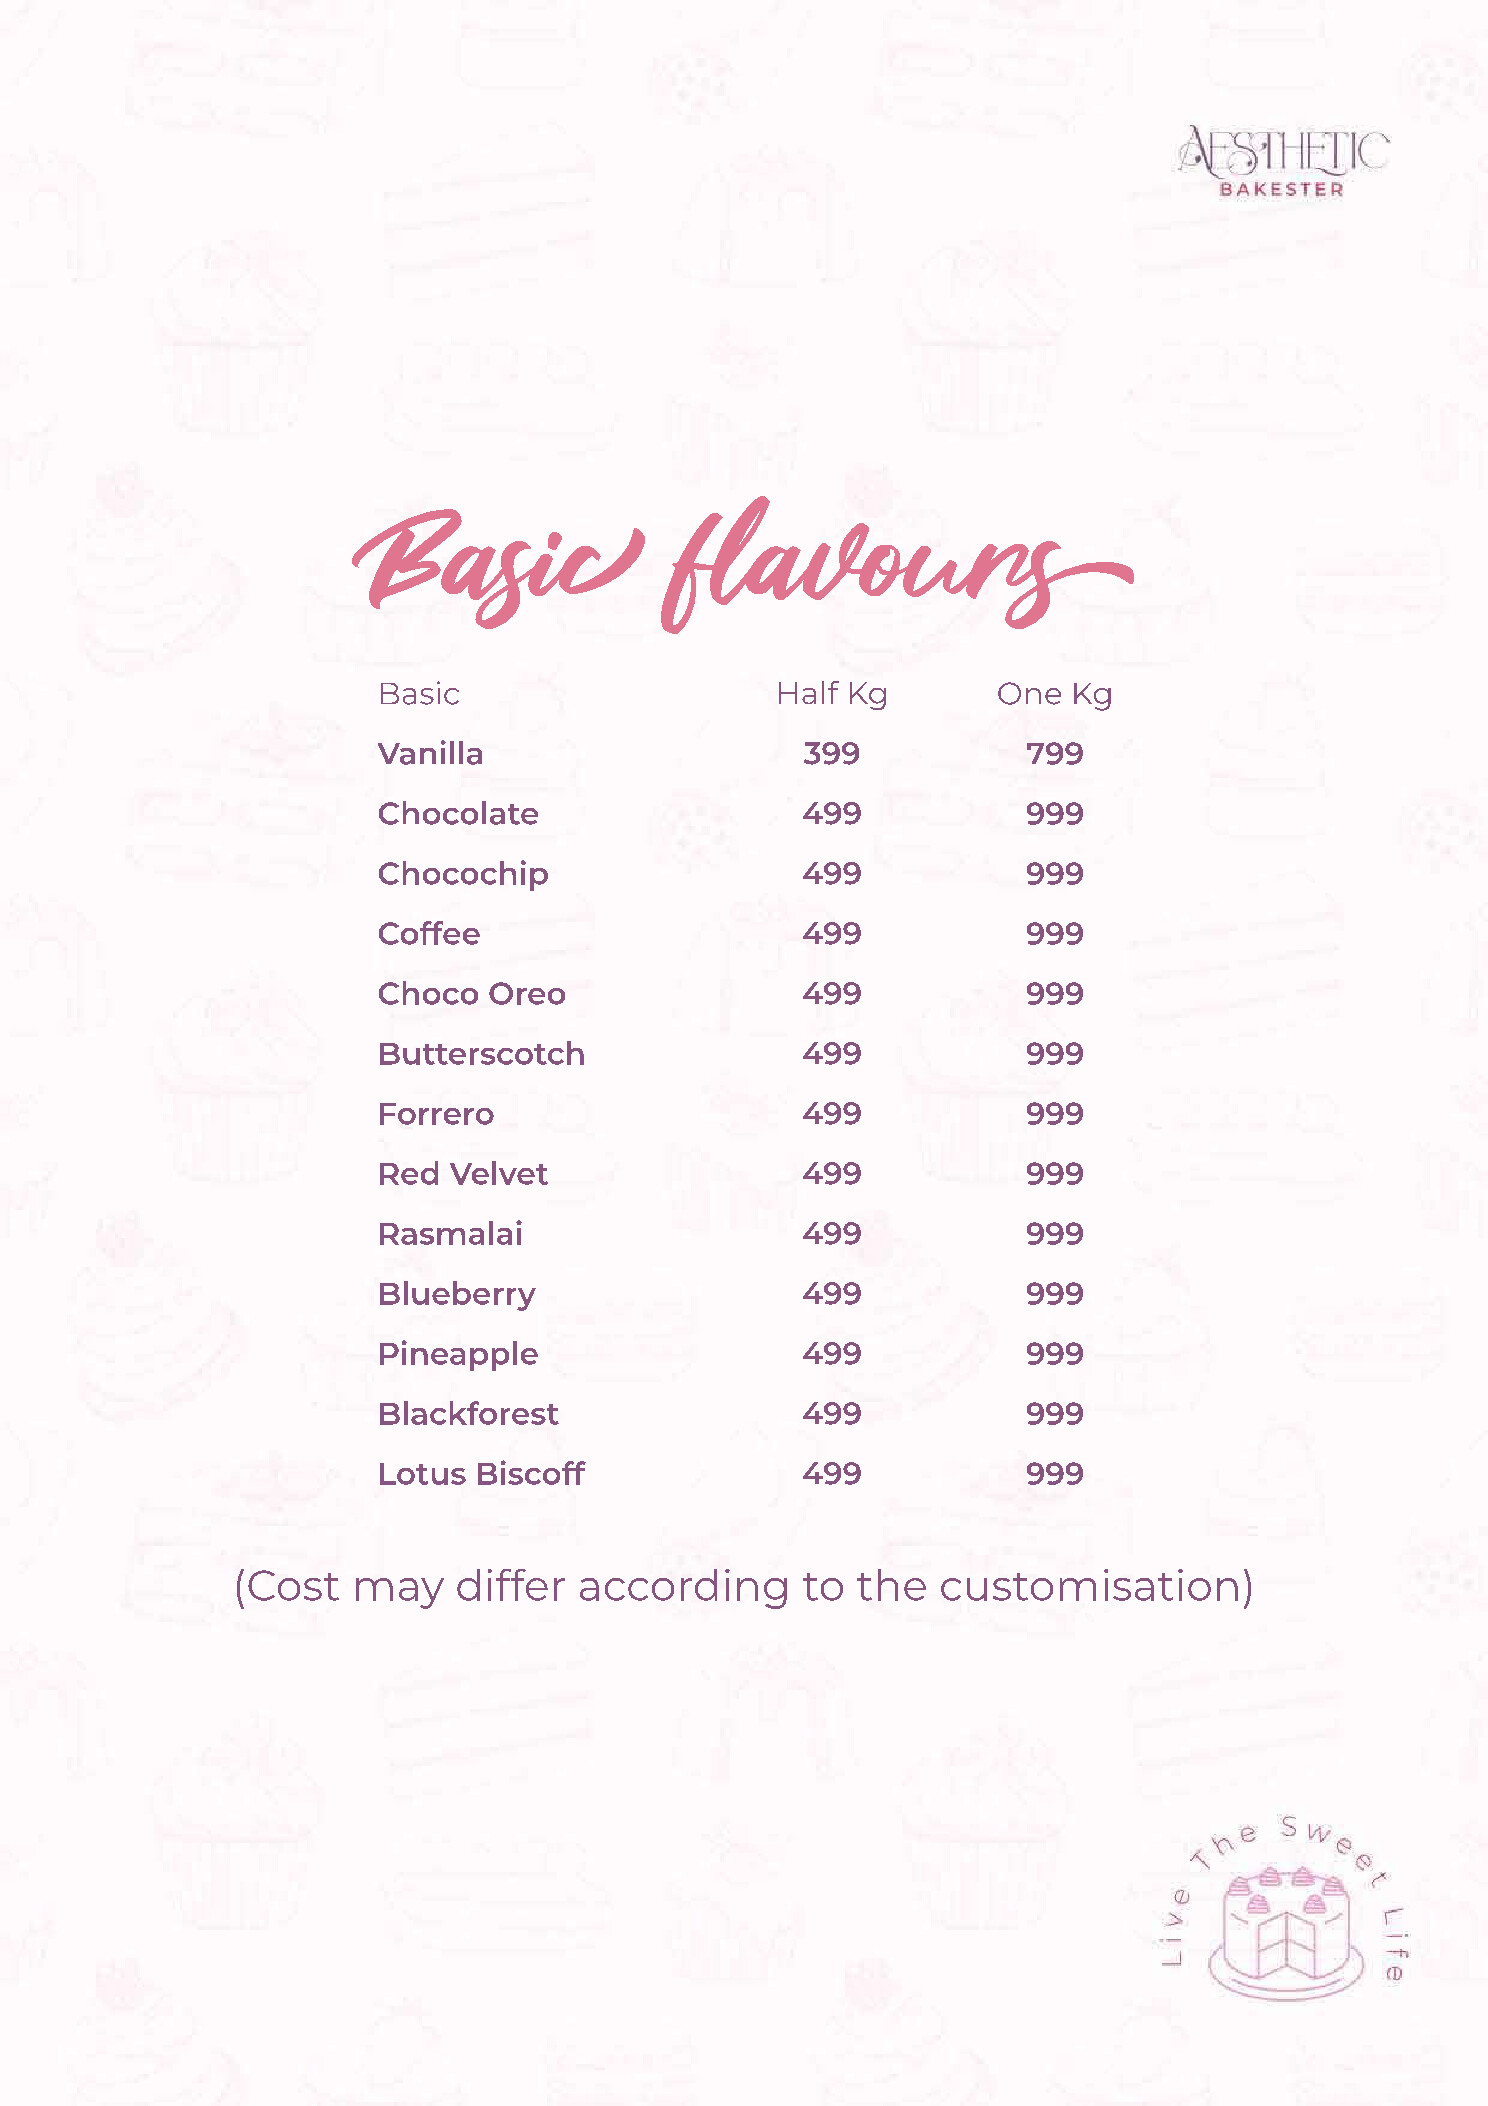 AESTHETIC
BAKESTER
Basic flavours
Basic Half Kg One Kg
Vanilla 399 799
Chocolate 499 999
Chocochip 499 999
Coffee 499 999
Choco Oreo 499 999
Butterscotch 499 999
Forrero 499 999
Red Velvet 499 999
Rasmalai 499 999
Blueberry 499 999
Pineapple 499 999
Blackforest 499 999
Lotus Biscoff 499 999
(Cost may differ according to the customisation)
Live The Sweet Life